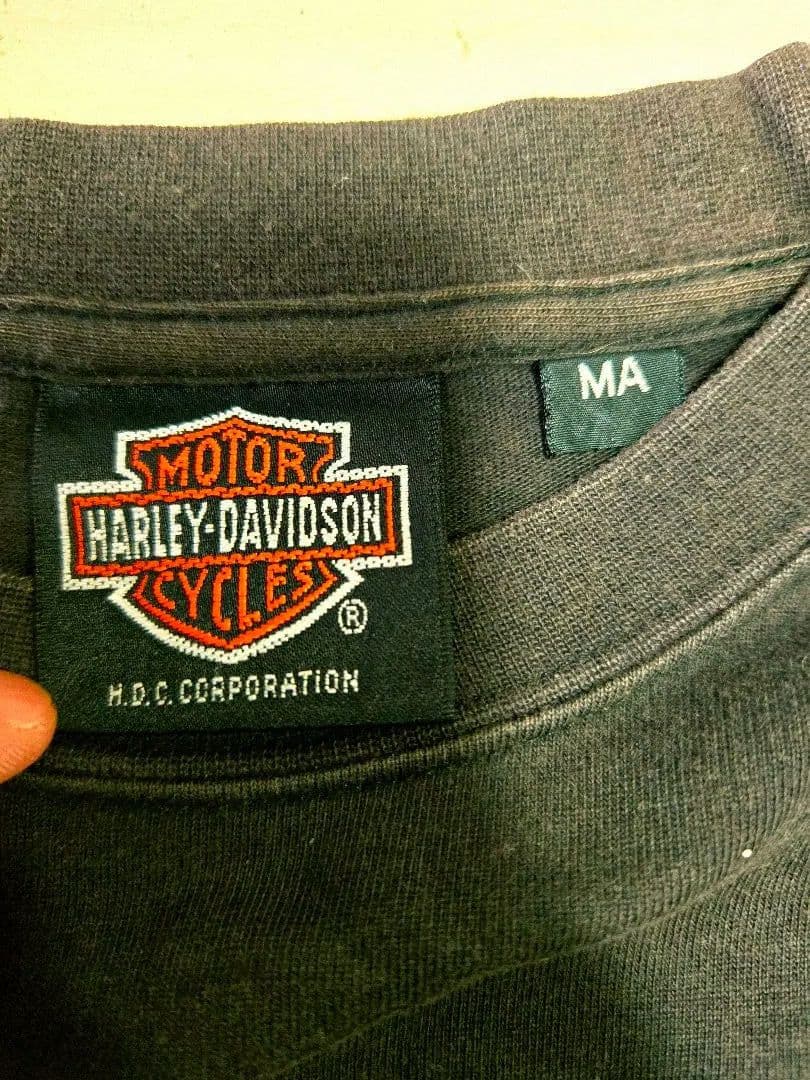 MA
MOTOR
HARLEY-DAVIDSON
CYCLES
®
H.D.C. CORPORATION